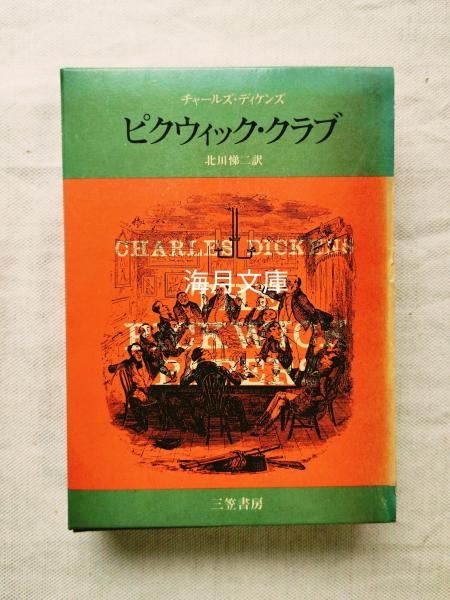 チャールズ・ディケンズ
ピクウィック・クラブ
北川悌二訳
CHARLES DICKENS
海月文庫
THE
PICKWICK
PAPERS
三笠書房